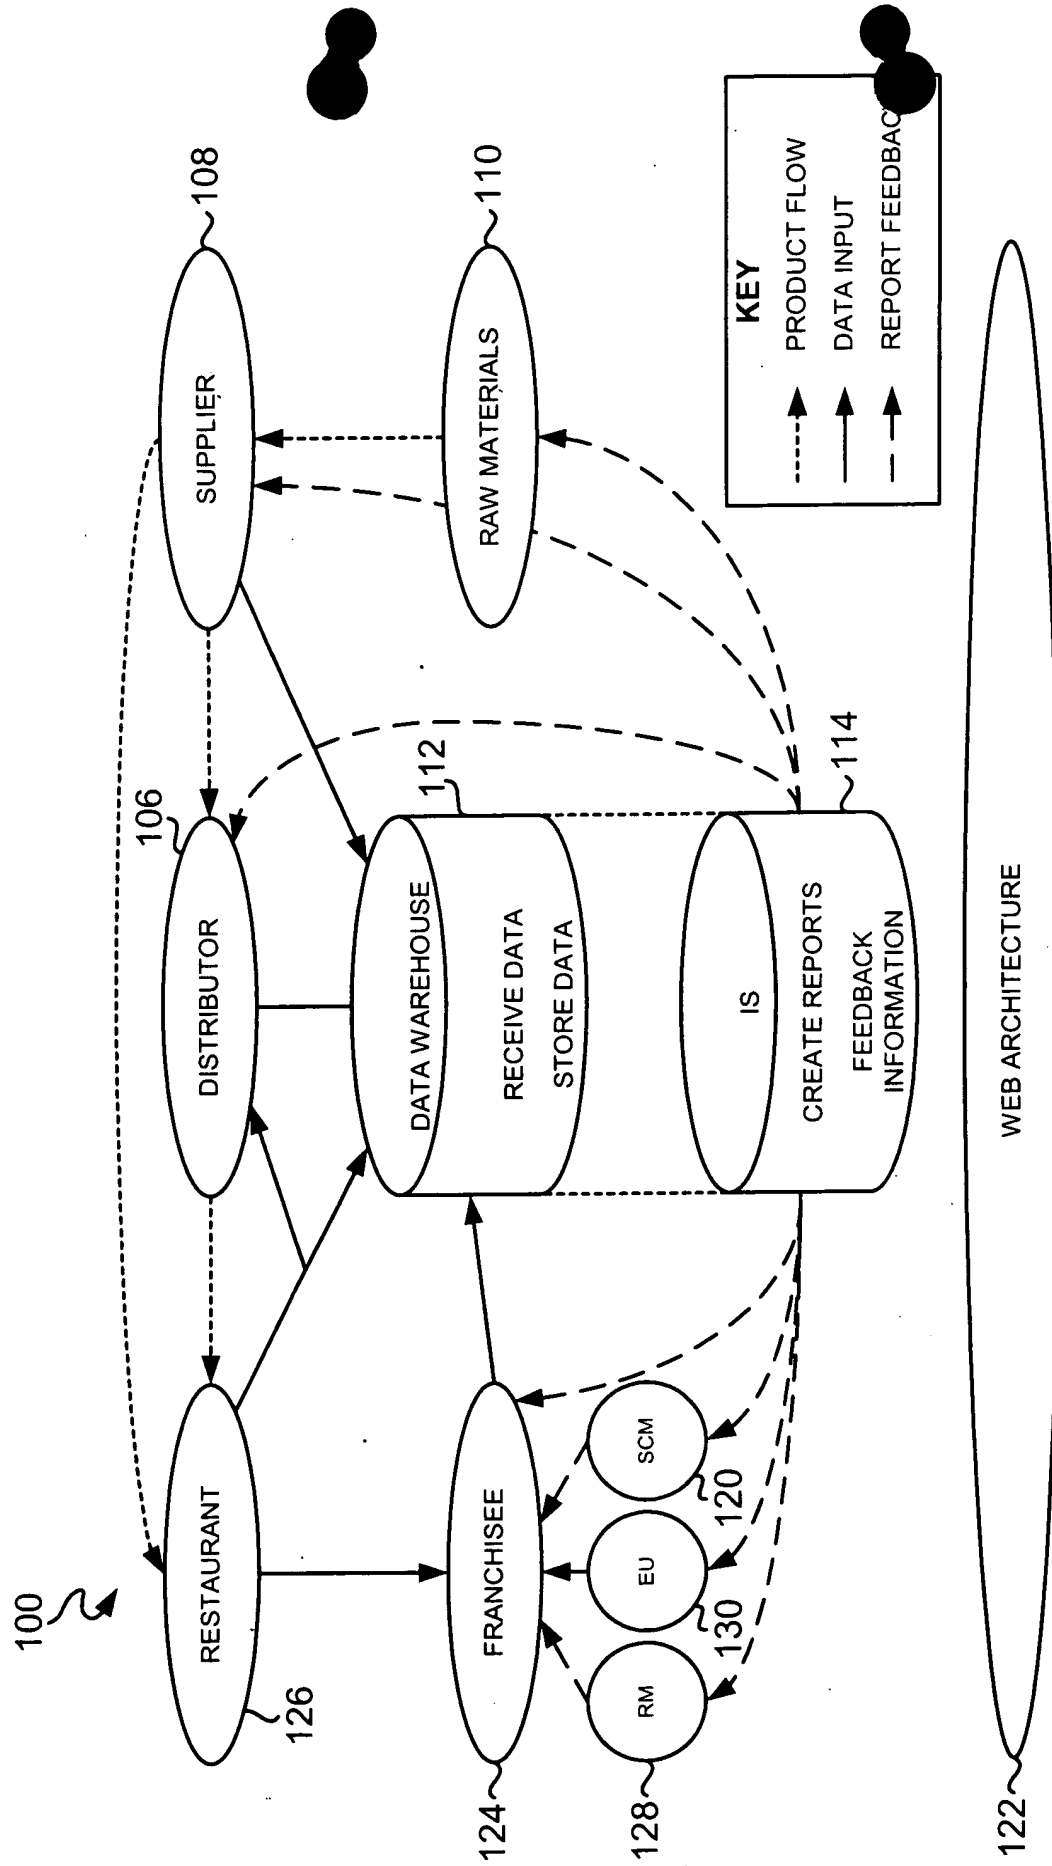 100
126
RESTAURANT
106
DISTRIBUTOR
108
SUPPLIER
112
DATA WAREHOUSE
RECEIVE DATA
STORE DATA
110
RAW MATERIALS
124
FRANCHISEE
128
RM
130
EU
120
SCM
114
IS
CREATE REPORTS
FEEDBACK
INFORMATION
KEY
PRODUCT FLOW
DATA INPUT
REPORT FEEDBAC
122
WEB ARCHITECTURE